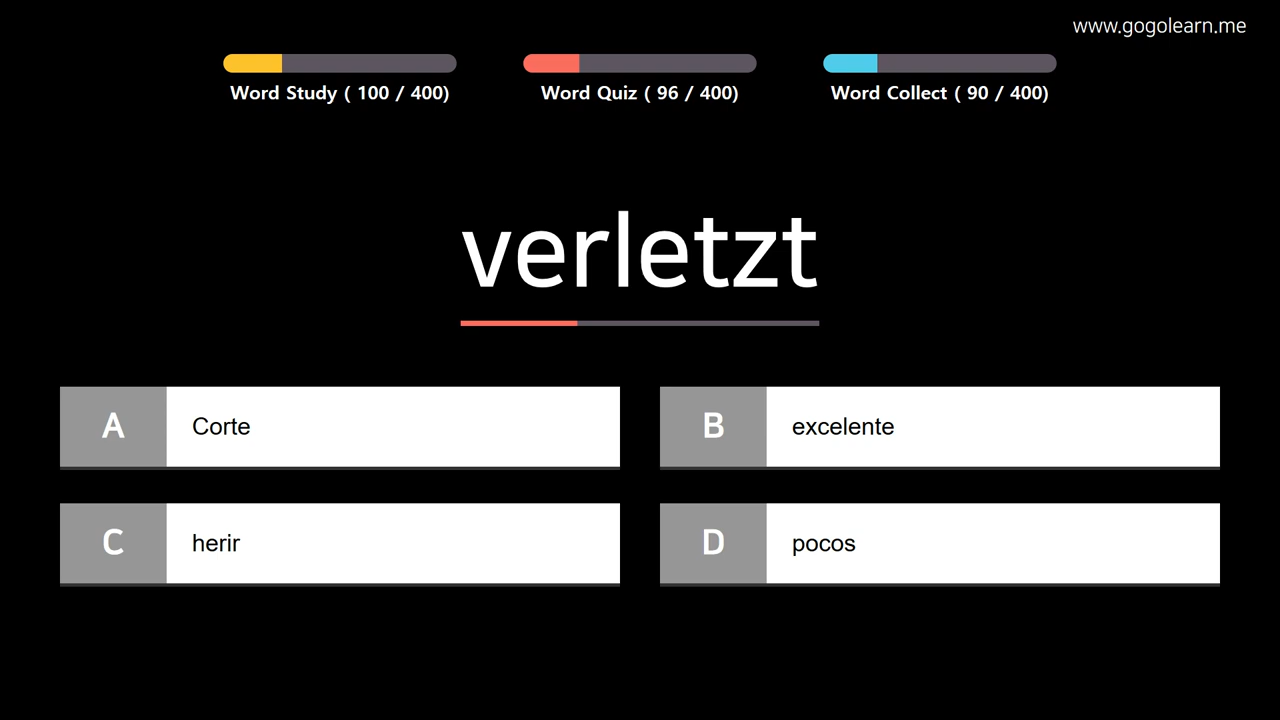 www.gogolearn.me
Word Study ( 100 / 400)
Word Quiz ( 96 / 400)
Word Collect ( 90 / 400)
verletzt
A Corte
B excelente
C herir
D pocos